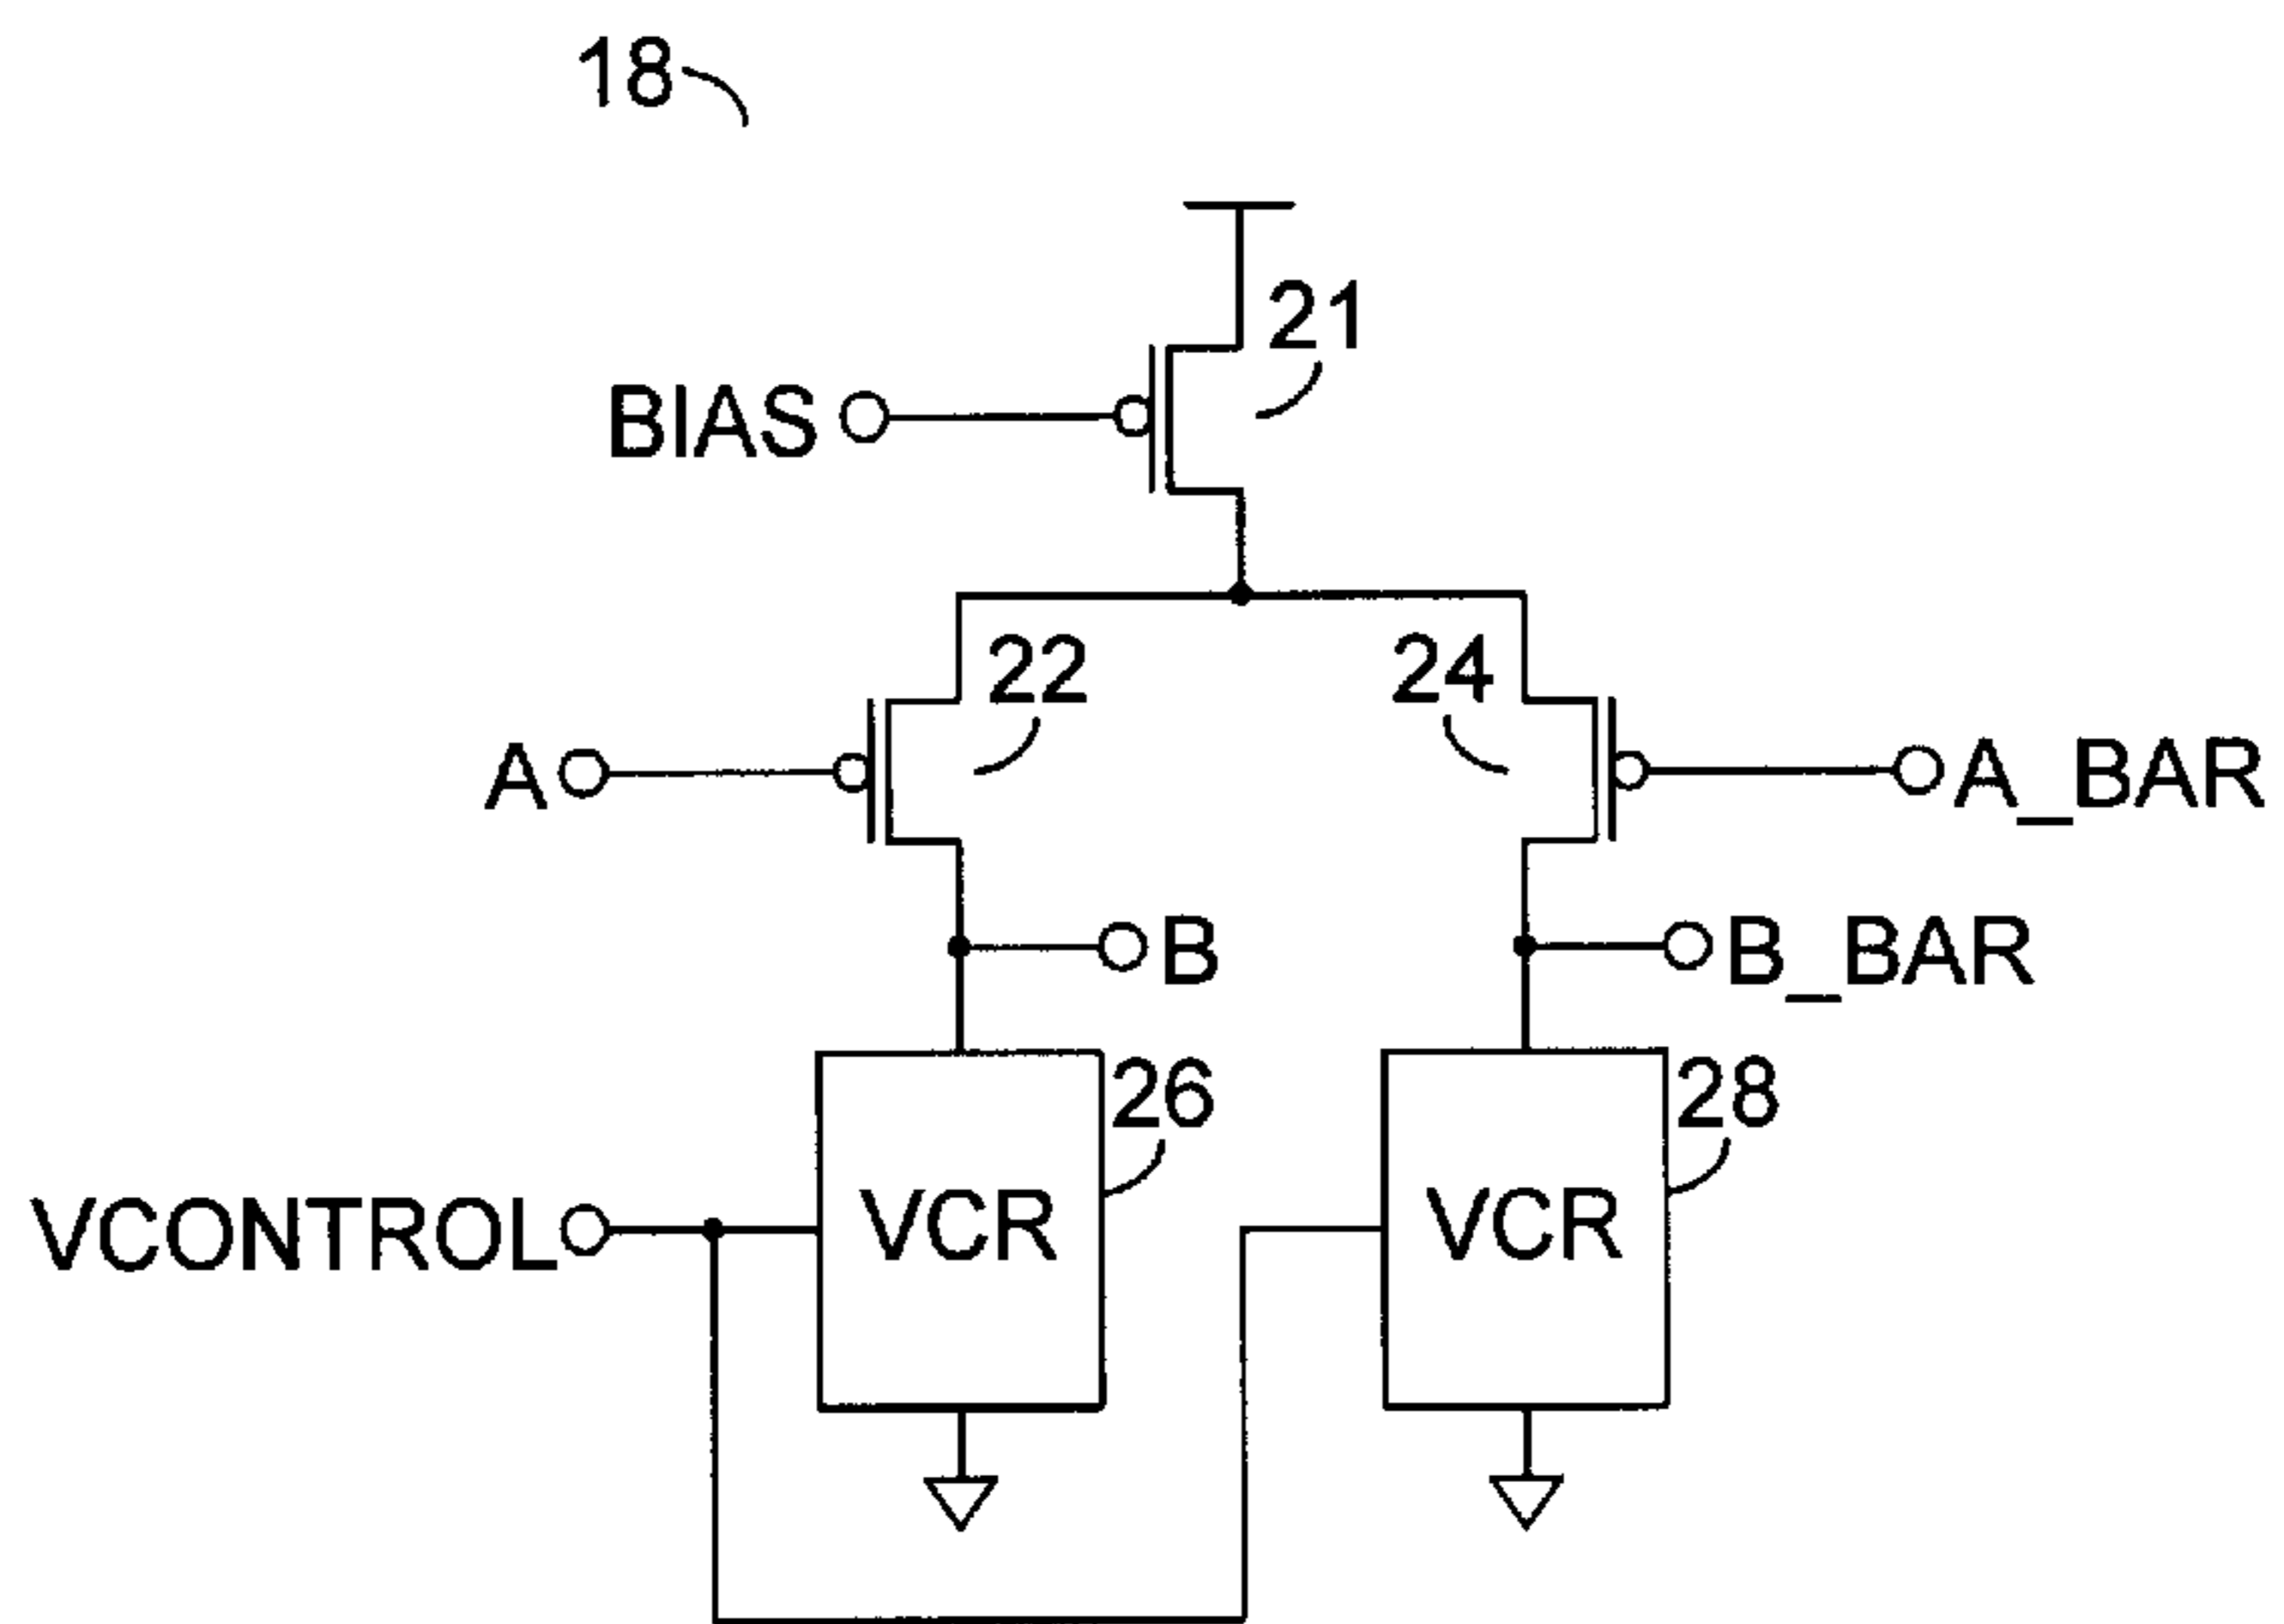 18
21
BIAS
22
24
A
A_BAR
B
B_BAR
26
28
VCONTROL
VCR
VCR